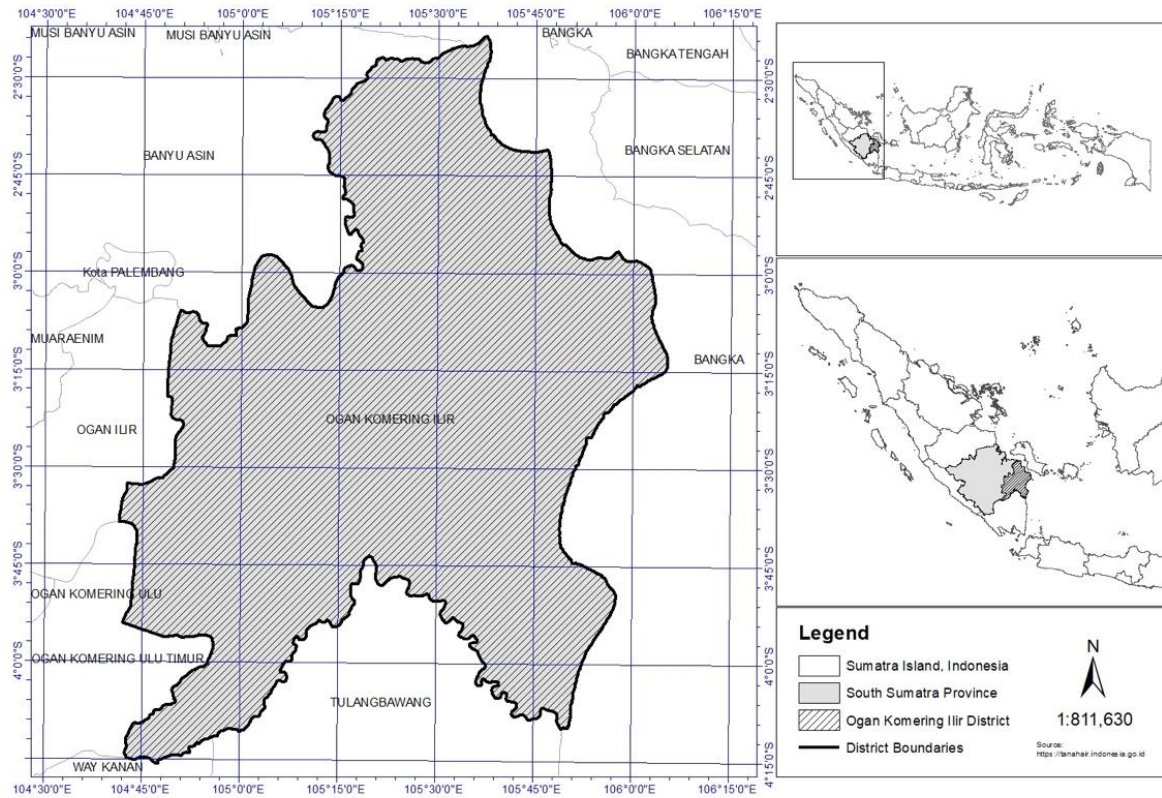 104°30'0"E 104°45'0"E 105°0'0"E 105°15'0"E 105°30'0"E 105°45'0"E 106°0'0"E 106°15'0"E
MUSI BANYU ASIN
MUSI BANYU ASIN
BANGKA
BANGKA TENGAH
2°30'0"S
2°30'0"S
BANYU ASIN
BANGKA SELATAN
2°45'0"S
2°45'0"S
Kota PALEMBANG
3°0'0"S
3°0'0"S
MUARAENIM
BANGKA
3°15'0"S
3°15'0"S
OGAN ILIR
OGAN KOMERING ILIR
3°30'0"S
3°30'0"S
3°45'0"S
3°45'0"S
OGAN KOMERING ULU
OGAN KOMERING ULU TIMUR
4°0'0"S
4°0'0"S
TULANGBAWANG
WAY KANAN
4°15'0"S
4°15'0"S
104°30'0"E 104°45'0"E 105°0'0"E 105°15'0"E 105°30'0"E 105°45'0"E 106°0'0"E 106°15'0"E
Legend
Sumatra Island, Indonesia
South Sumatra Province
Ogan Komering Ilir District
District Boundaries
N
1:811,630
Source:
https://tanahair.indonesia.go.id